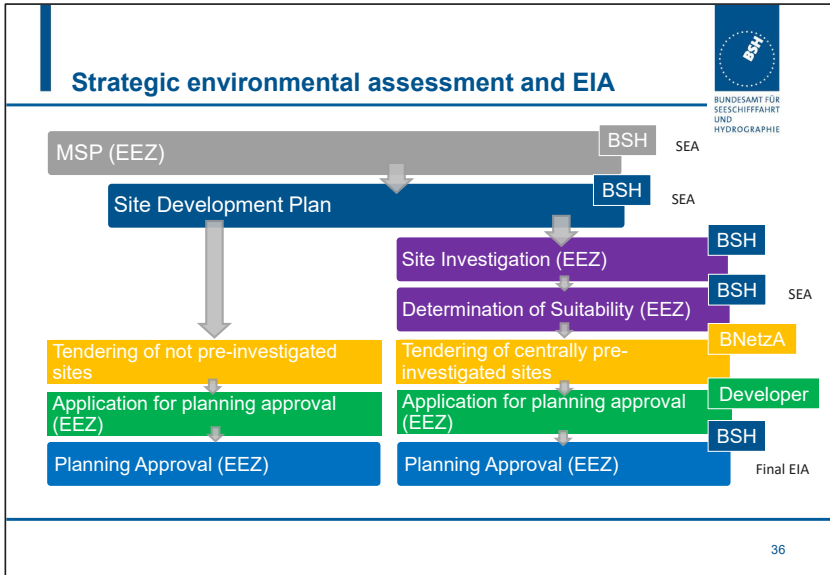 Strategic environmental assessment and EIA
BSH
BUNDESAMT FÜR
SEESCHIFFFAHRT
UND
HYDROGRAPHIE
MSP (EEZ)
BSH
SEA
Site Development Plan
BSH
SEA
Site Investigation (EEZ)
BSH
Determination of Suitability (EEZ)
BSH
SEA
Tendering of not pre-investigated
sites
Tendering of centrally pre-
investigated sites
BNetzA
Application for planning approval
(EEZ)
Application for planning approval
(EEZ)
Developer
Planning Approval (EEZ)
Planning Approval (EEZ)
BSH
Final EIA
36